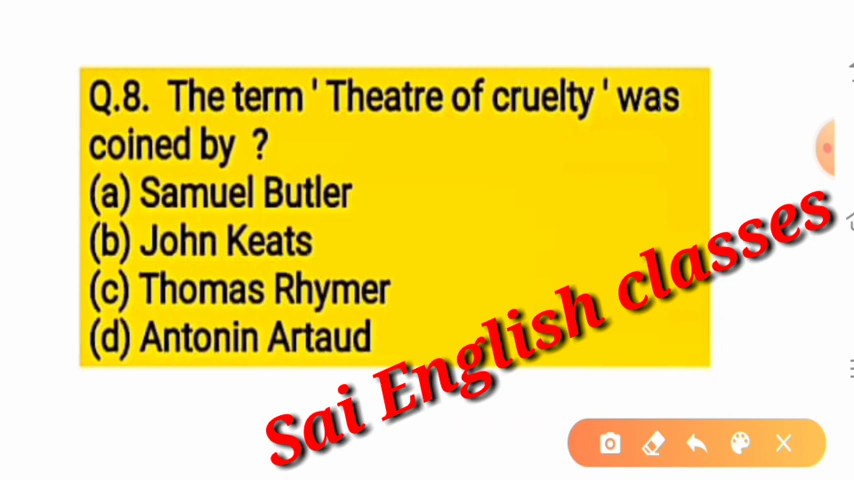 Q.8. The term ' Theatre of cruelty ' was
coined by ?
(a) Samuel Butler
(b) John Keats
(c) Thomas Rhymer
(d) Antonin Artaud
Sai English classes